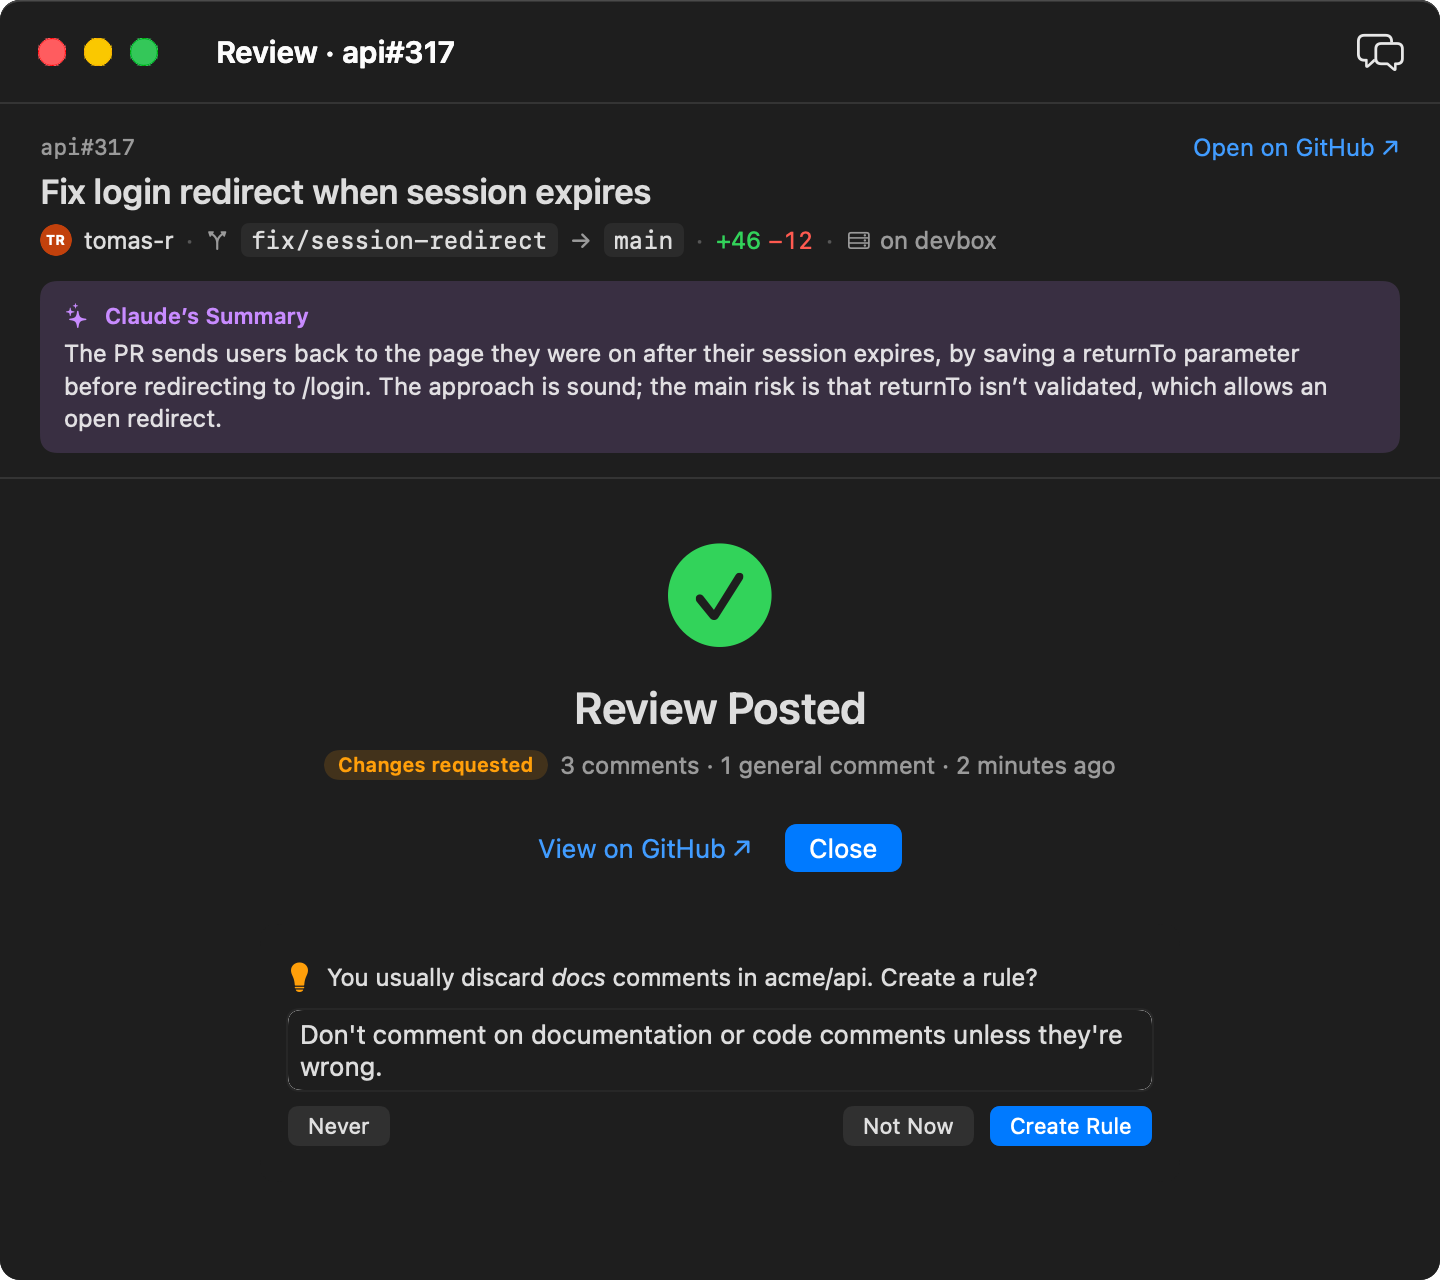 Review · api#317
api#317
Open on GitHub ↗
Fix login redirect when session expires
TR tomas-r · fix/session-redirect → main · +46 −12 · on devbox
Claude’s Summary
The PR sends users back to the page they were on after their session expires, by saving a returnTo parameter
before redirecting to /login. The approach is sound; the main risk is that returnTo isn’t validated, which allows an
open redirect.
Review Posted
Changes requested 3 comments · 1 general comment · 2 minutes ago
View on GitHub ↗ Close
You usually discard docs comments in acme/api. Create a rule?
Don't comment on documentation or code comments unless they're
wrong.
Never Not Now Create Rule